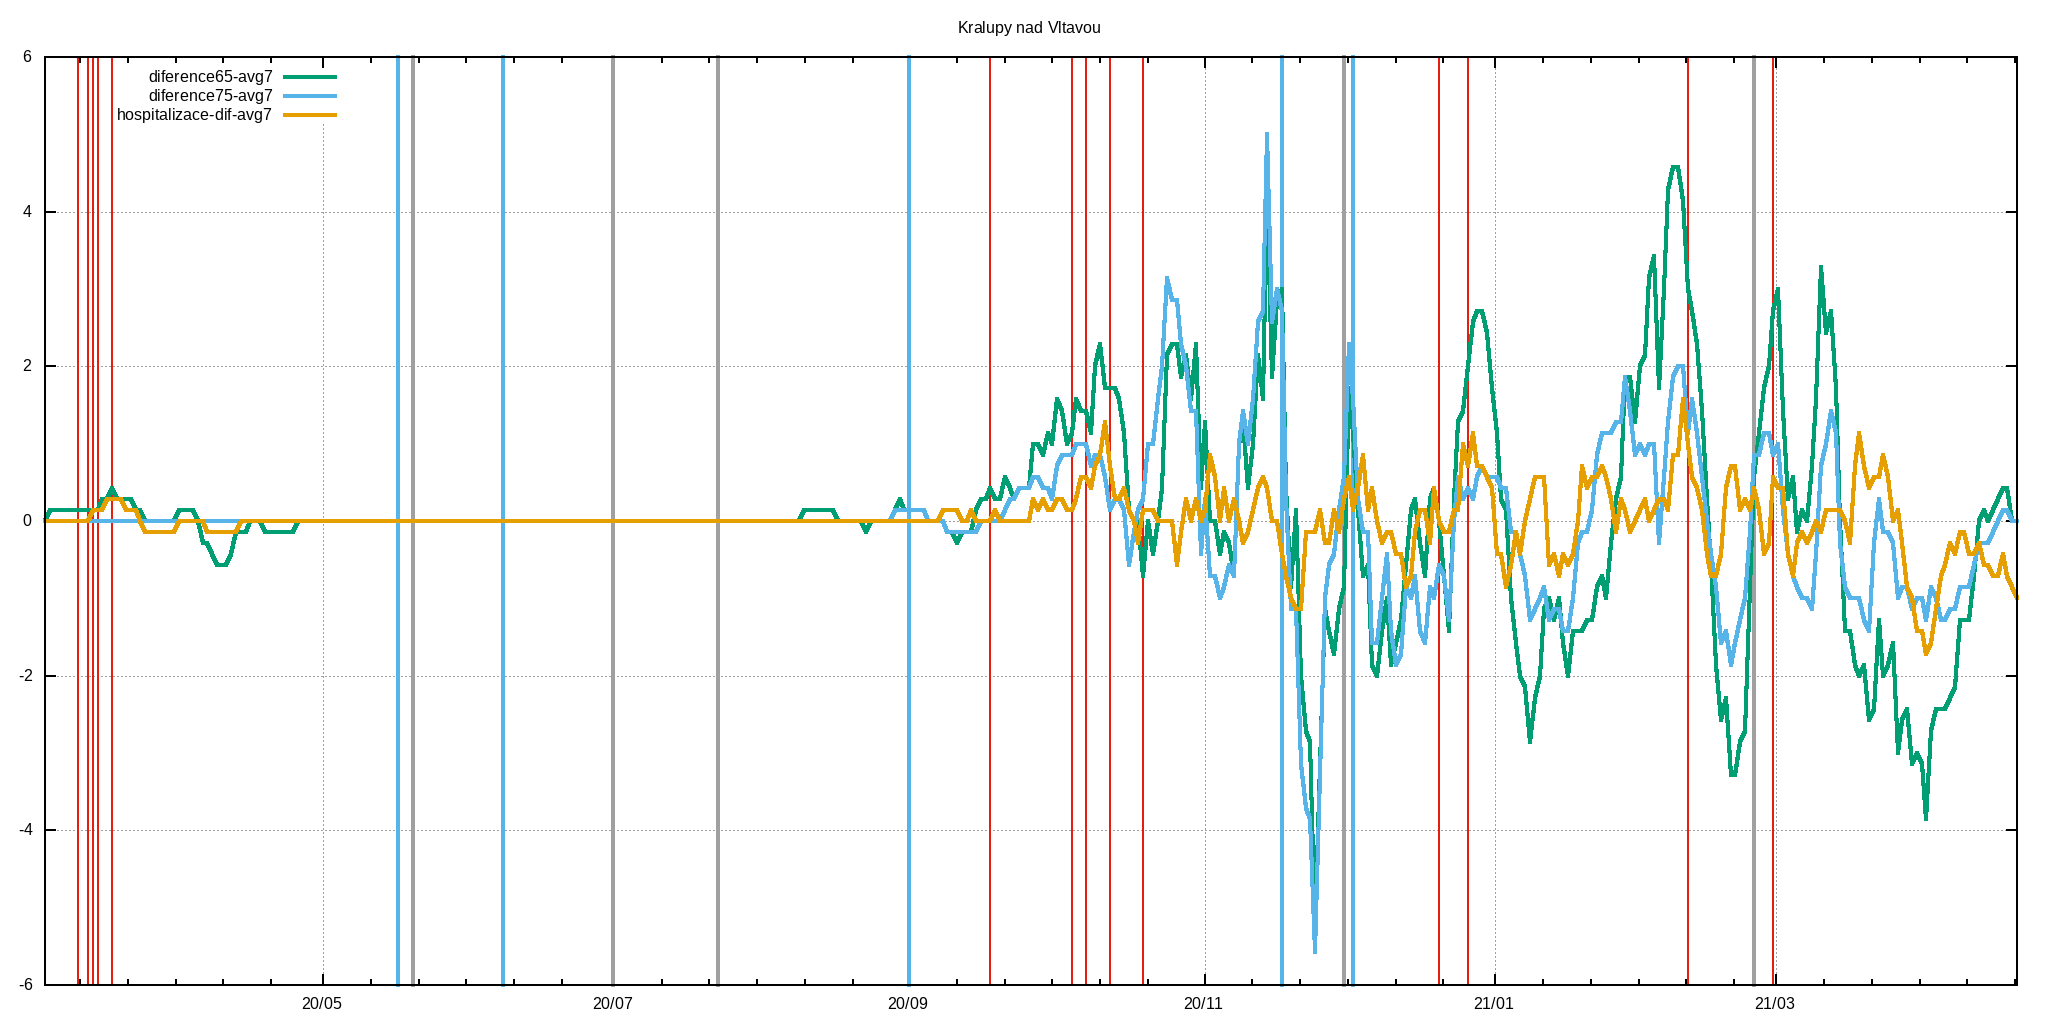 Kralupy nad Vltavou
diference65-avg7
diference75-avg7
hospitalizace-dif-avg7
6
4
2
0
-2
-4
-6
20/05 20/07 20/09 20/11 21/01 21/03